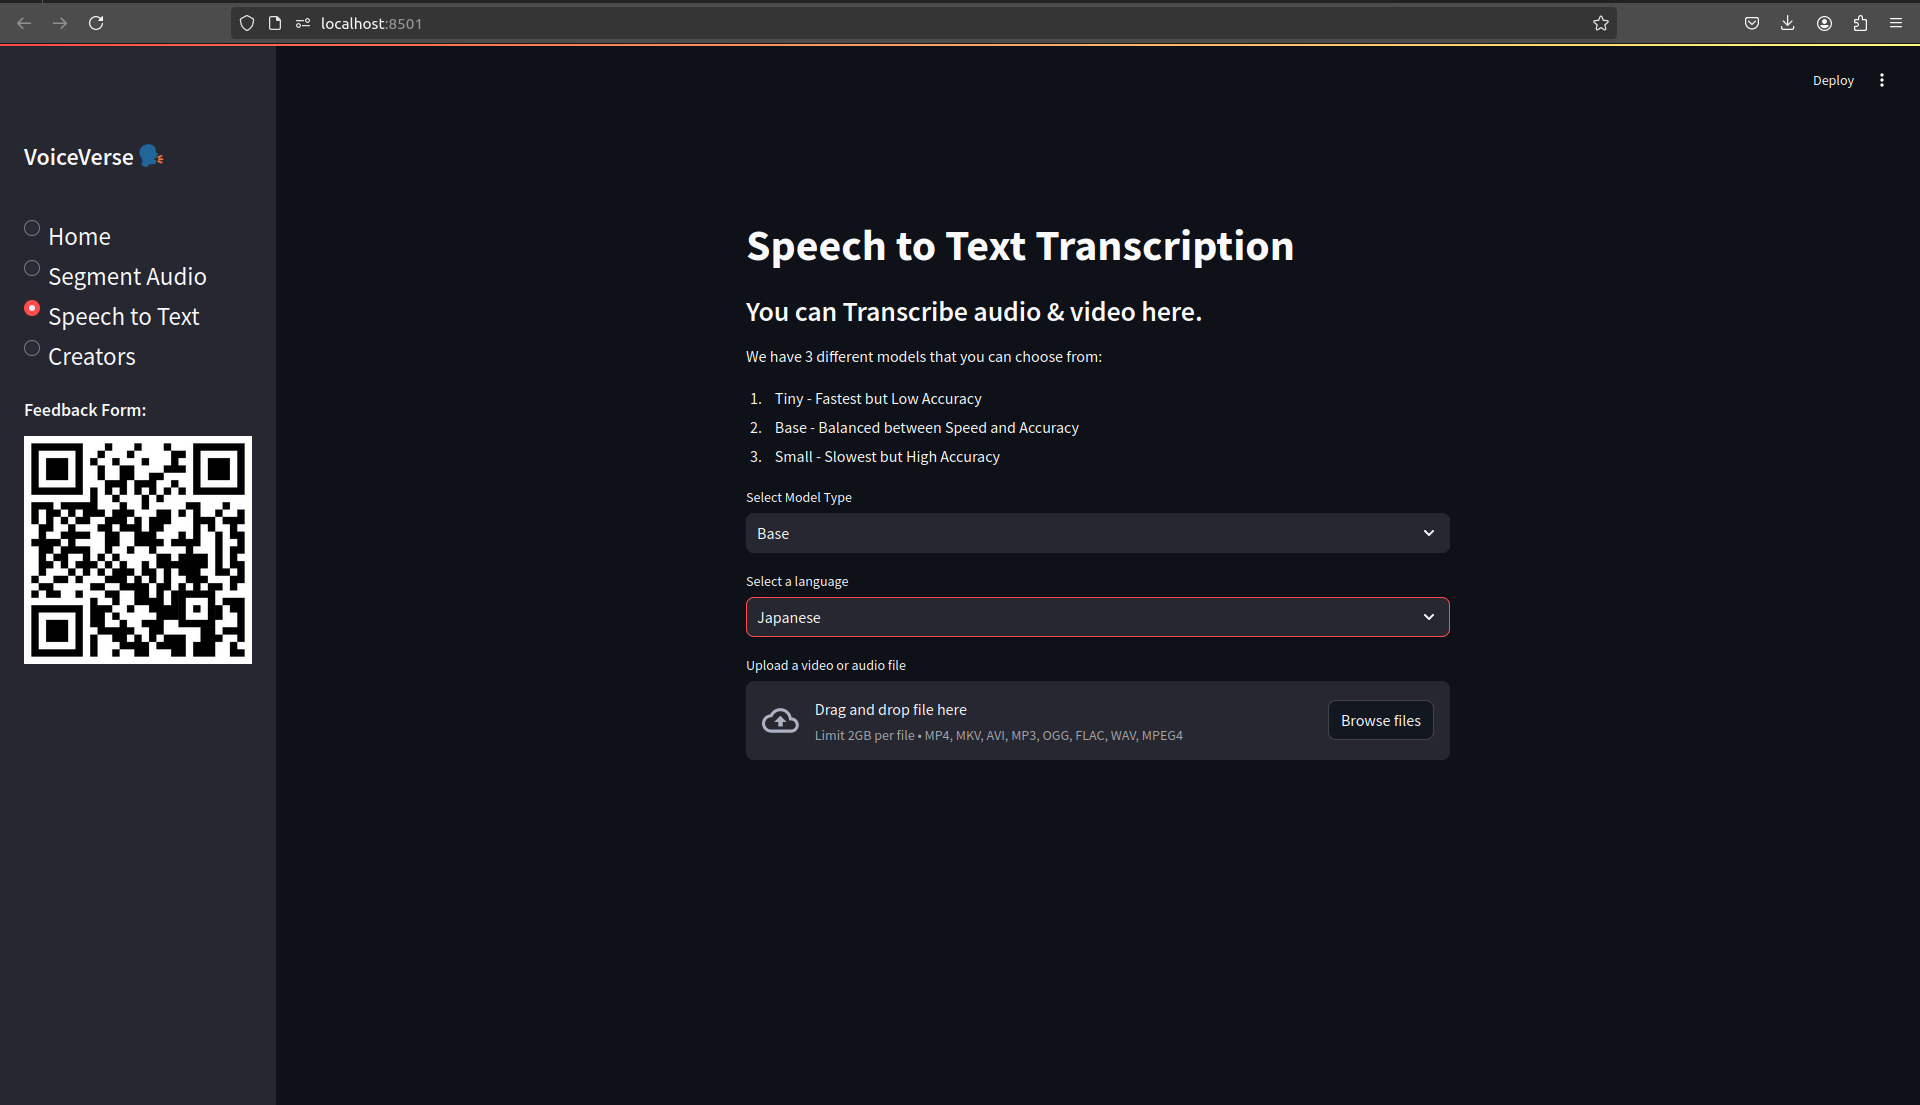 localhost:8501
Deploy
VoiceVerse
Home
Segment Audio
Speech to Text
Creators
Feedback Form:
Speech to Text Transcription
You can Transcribe audio & video here.
We have 3 different models that you can choose from:
1. Tiny - Fastest but Low Accuracy
2. Base - Balanced between Speed and Accuracy
3. Small - Slowest but High Accuracy
Select Model Type
Base
Select a language
Japanese
Upload a video or audio file
Drag and drop file here
Limit 2GB per file • MP4, MKV, AVI, MP3, OGG, FLAC, WAV, MPEG4
Browse files